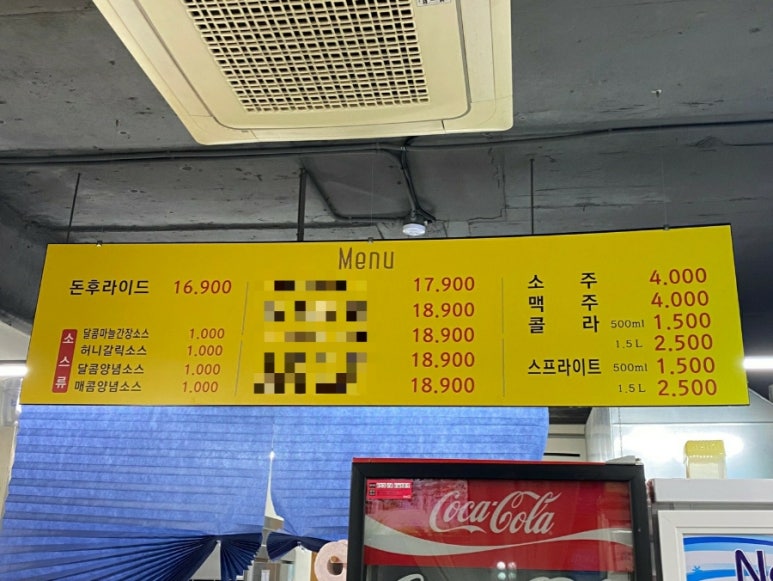 Menu
돈후라이드 16.900
소스류
달콤마늘간장소스 1,000
허니갈릭소스 1,000
달콤양념소스 1.000
매콤양념소스 1.000
17.900
18.900
18.900
18.900
18.900
소 주 4.000
맥 주 4.000
콜 라 500ml 1.500
1.5L 2.500
스프라이트 500ml 1.500
1.5L 2.500
Coca-Cola